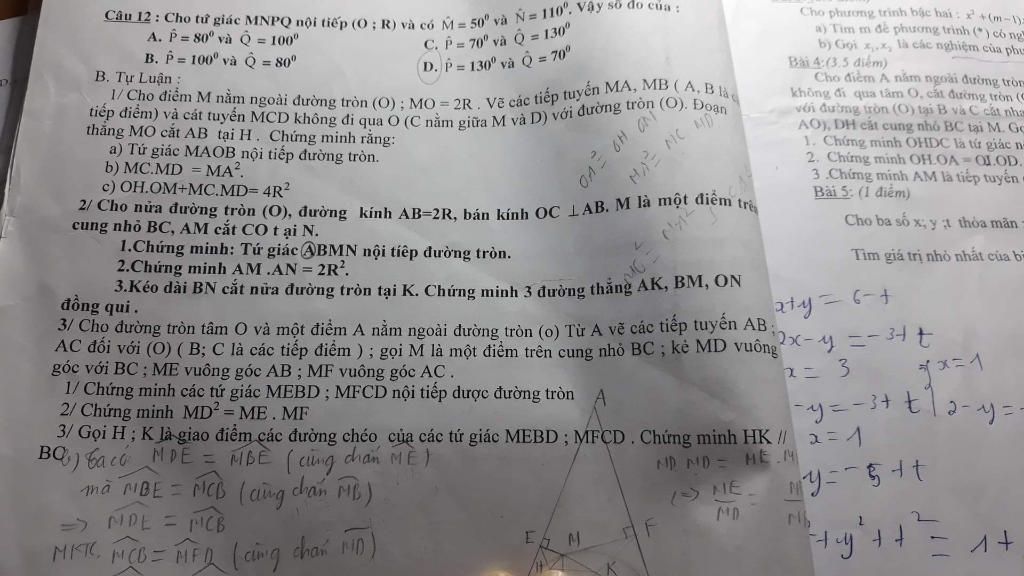 Câu 12 : Cho tứ giác MNPQ nội tiếp (O ; R) và có M̂ = 50⁰ và N̂ = 110⁰. Vậy số đo của :
A. P̂ = 80⁰ và Q̂ = 100⁰
C. P̂ = 70⁰ và Q̂ = 130⁰
B. P̂ = 100⁰ và Q̂ = 80⁰
D. P̂ = 130⁰ và Q̂ = 70⁰
B. Tự Luận :
1/ Cho điểm M nằm ngoài đường tròn (O) ; MO = 2R . Vẽ các tiếp tuyến MA, MB ( A, B là
tiếp điểm) và cát tuyến MCD không đi qua O (C nằm giữa M và D) với đường tròn (O). Đoạn
thẳng MO cắt AB tại H . Chứng minh rằng:
a) Tứ giác MAOB nội tiếp đường tròn.
b) MC.MD = MA².
c) OH.OM+MC.MD= 4R²
OA² = OH OM
MA² = MC MD
2/ Cho nửa đường tròn (O), đường kính AB=2R, bán kính OC ⊥AB. M là một điểm trên
cung nhỏ BC, AM cắt CO t ại N.
1.Chứng minh: Tứ giác ABMN nội tiêp đường tròn.
2.Chứng minh AM .AN = 2R².
3.Kéo dài BN cắt nửa đường tròn tại K. Chứng minh 3 đường thẳng AK, BM, ON
đồng qui .
3/ Cho đường tròn tâm O và một điểm A nằm ngoài đường tròn (o) Từ A vẽ các tiếp tuyến AB ;
AC đối với (O) ( B; C là các tiếp điểm ) ; gọi M là một điểm trên cung nhỏ BC ; kẻ MD vuông
góc với BC ; ME vuông góc AB ; MF vuông góc AC .
1/ Chứng minh các tứ giác MEBD ; MFCD nội tiếp dược đường tròn
2/ Chứng minh MD² = ME . MF
3/ Gọi H ; K là giao điểm các đường chéo của các tứ giác MEBD ; MFCD . Chứng minh HK //
BC
b) Ta có MDE = MBE (cùng chắn ME)
mà MBE = MCB (cùng chắn MB)
=> MDE = MCB
MKTC. MCB = MFD (cùng chắn MD)
MD MD = ME . M
(=> ME/MD =
A
E
M
F
H
K
Cho phương trình bậc hai : x² +(m−1)
a) Tìm m để phương trình (*) có ng
b) Gọi x₁,x₂ là các nghiệm của phư
Bài 4:(3,5 điểm)
Cho điểm A nằm ngoài đường tròn
không đi qua tâm O, cắt đường tròn (
với đường tròn (O) tại B và C cắt nha
AO), DH cắt cung nhỏ BC tại M. Gọ
1. Chứng minh OHDC là tứ giác n
2. Chứng minh OH.OA = OI.OD.
3 .Chứng minh AM là tiếp tuyến
Bài 5: (1 điểm)
Cho ba số x; y ;t thỏa mãn
Tìm giá trị nhỏ nhất của bi
x+y = 6-t
2x-y = -3+t
x = 3
x=1
-y = -3+t
2-y = -
x=1
y = -5+t
+y²+t² = 1+